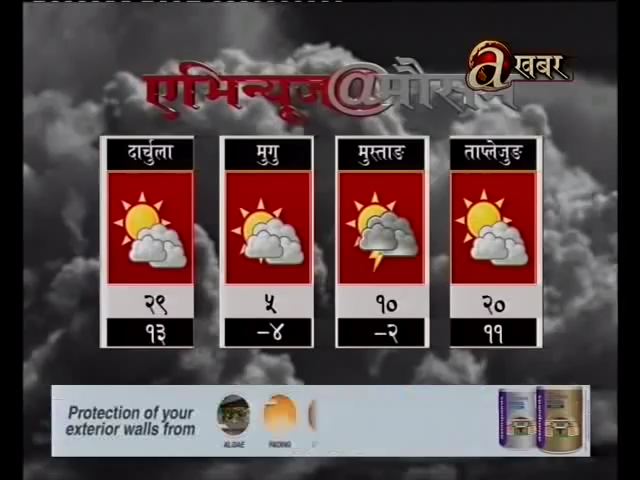 a खबर
एभिन्यूज@मौसम
दार्चुला मुगु मुस्ताङ ताप्लेजुङ
२९ ५ १० २०
१३ -४ -२ ११
Protection of your
exterior walls from
ALGAE FADING